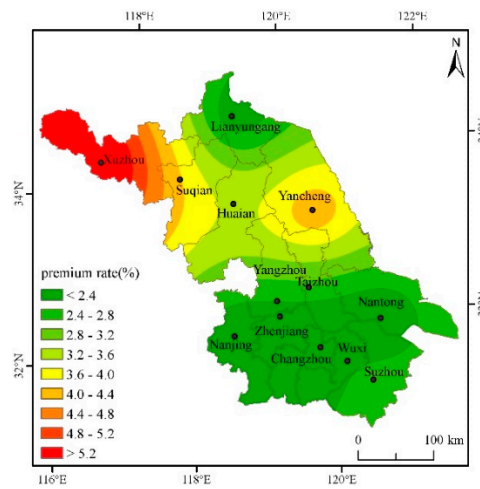 118°E
120°E
122°E
N
Lianyungang
Xuzhou
34°N
Suqian
Yancheng
Huaian
premium rate(%)
Yangzhou
Taizhou
< 2.4
2.4 - 2.8
Nantong
2.8 - 3.2
Zhenjiang
3.2 - 3.6
Nanjing
Wuxi
3.6 - 4.0
Changzhou
32°N
Suzhou
4.0 - 4.4
4.4 - 4.8
4.8 - 5.2
0
100 km
> 5.2
116°E
118°E
120°E